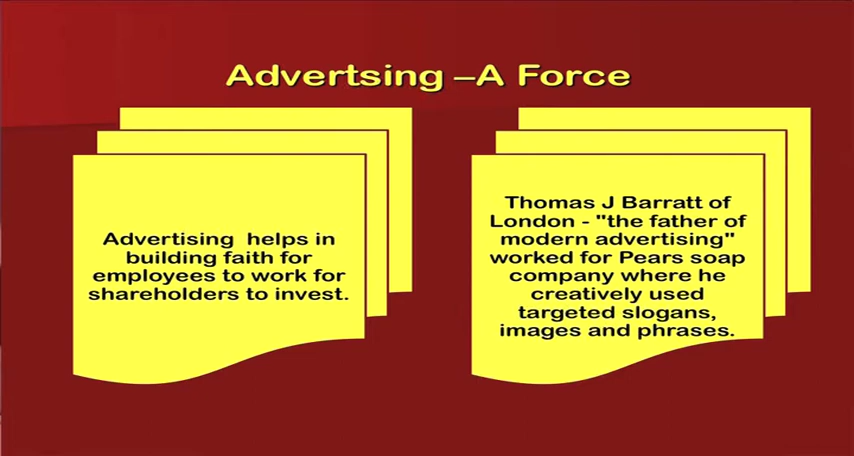 Advertsing –A Force
Advertising  helps in
building faith for
employees to work for
shareholders to invest.
Thomas J Barratt of
London - "the father of
modern advertising"
worked for Pears soap
company where he
creatively used
targeted slogans,
images and phrases.